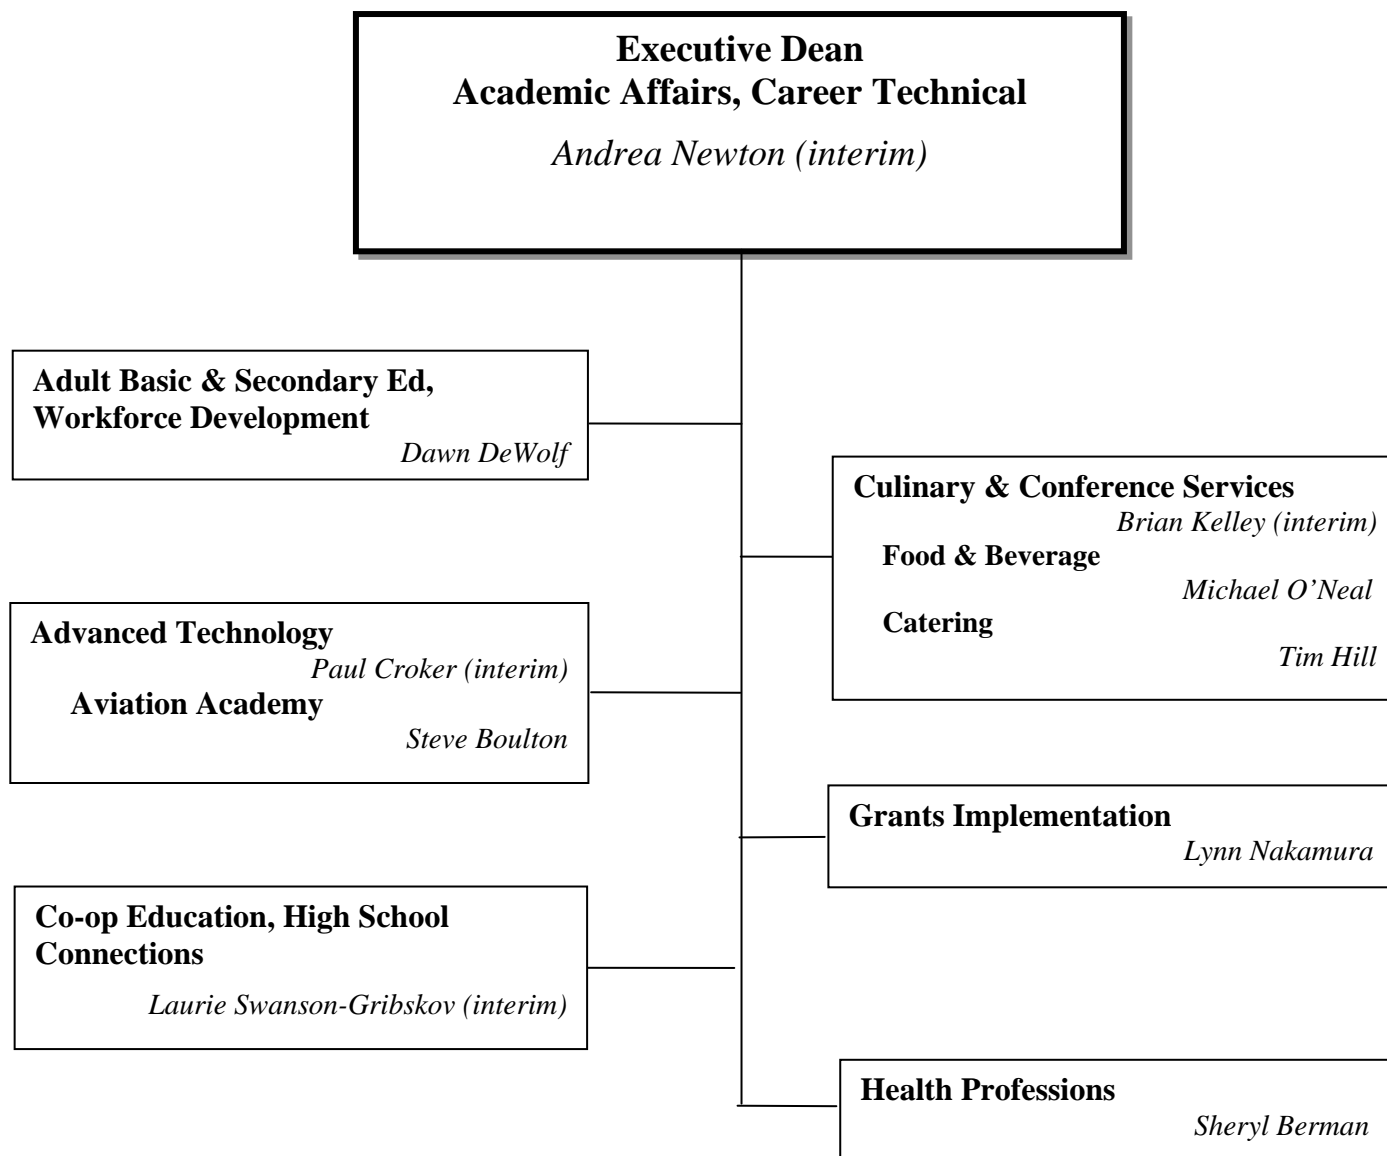 Executive Dean
Academic Affairs, Career Technical
Andrea Newton (interim)
Adult Basic & Secondary Ed,
Workforce Development
Dawn DeWolf
Culinary & Conference Services
Brian Kelley (interim)
Food & Beverage
Michael O’Neal
Catering
Tim Hill
Advanced Technology
Paul Croker (interim)
Aviation Academy
Steve Boulton
Grants Implementation
Lynn Nakamura
Co-op Education, High School
Connections
Laurie Swanson-Gribskov (interim)
Health Professions
Sheryl Berman